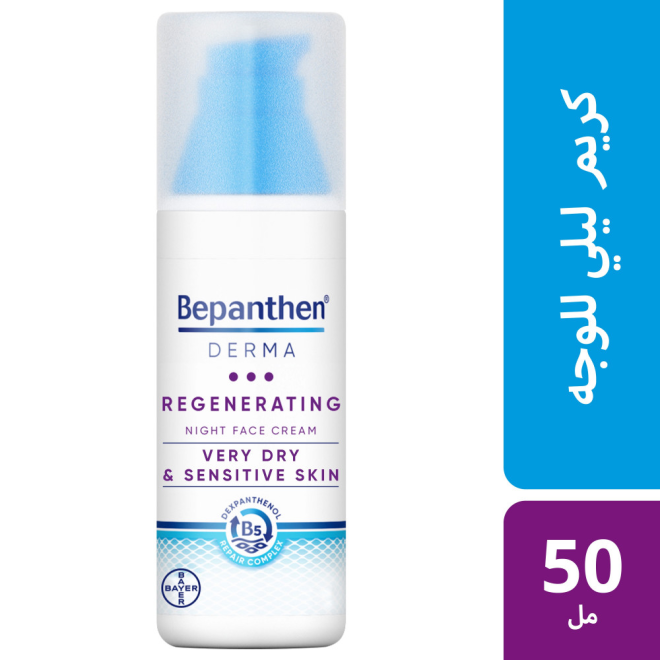 Bepanthen®
DERMA
REGENERATING
NIGHT FACE CREAM
VERY DRY
& SENSITIVE SKIN
DEXPANTHENOL
B5
REPAIR COMPLEX
BAYER
BAYER
كريم ليلي للوجه
50
مل